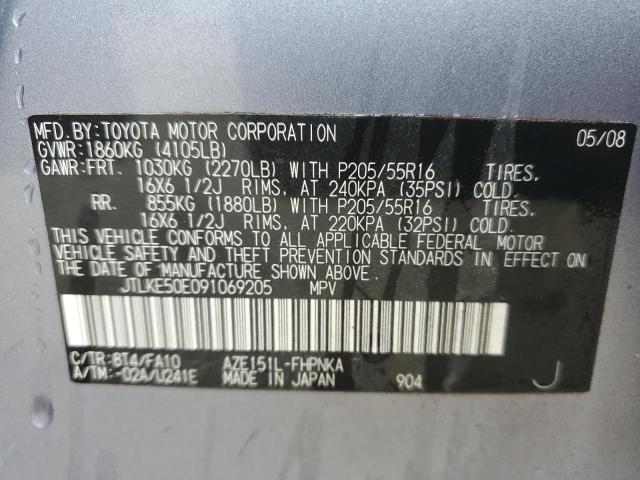 MFD.BY:TOYOTA MOTOR CORPORATION 05/08
GVWR:1860KG (4105LB)
GAWR:FRT. 1030KG (2270LB) WITH P205/55R16 TIRES,
16X6 1/2J RIMS, AT 240KPA (35PSI) COLD.
RR. 855KG (1880LB) WITH P205/55R16 TIRES,
16X6 1/2J RIMS, AT 220KPA (32PSI) COLD.
THIS VEHICLE CONFORMS TO ALL APPLICABLE FEDERAL MOTOR
VEHICLE SAFETY AND THEFT PREVENTION STANDARDS IN EFFECT
ON THE DATE OF MANUFACTURE SHOWN ABOVE.
JTLKE50E091069205 MPV
C/TR:8T4/FA10 AZE151L-FHPNKA
A/TM:-02A/U241E MADE IN JAPAN 904 J